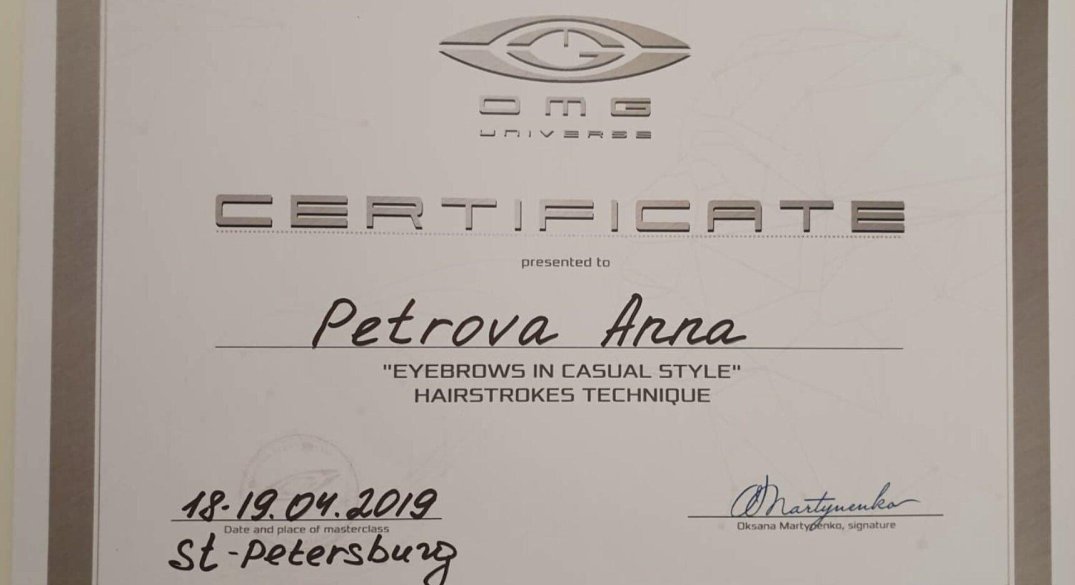 OMG
UNIVERSE
CERTIFICATE
presented to
Petrova Anna
"EYEBROWS IN CASUAL STYLE"
HAIRSTROKES TECHNIQUE
18-19.04.2019
Date and place of masterclass
St-Petersburg
OMartynenko
Oksana Martynenko, signature